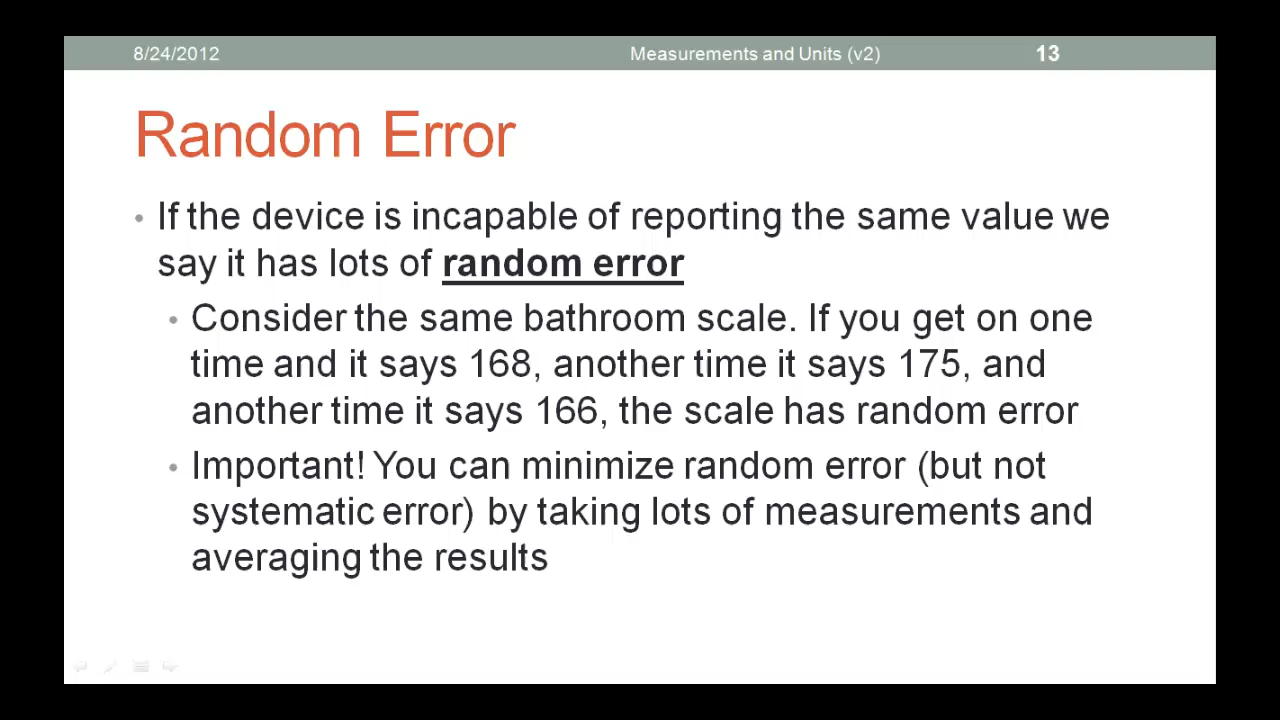 8/24/2012 Measurements and Units (v2) 13
Random Error
• If the device is incapable of reporting the same value we
say it has lots of random error
• Consider the same bathroom scale. If you get on one
time and it says 168, another time it says 175, and
another time it says 166, the scale has random error
• Important! You can minimize random error (but not
systematic error) by taking lots of measurements and
averaging the results